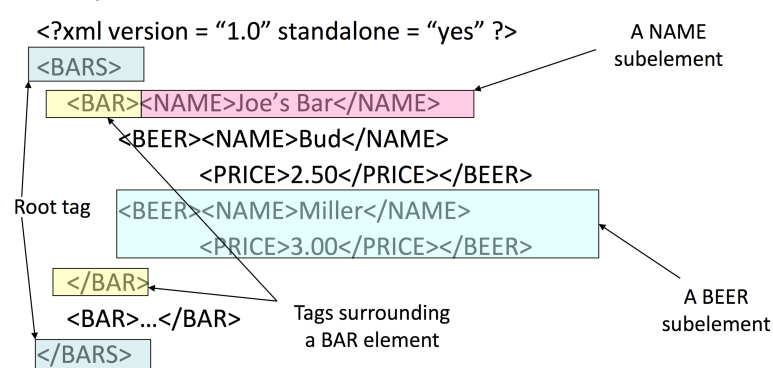 <?xml version = “1.0” standalone = “yes” ?>
A NAME
subelement
<BARS>
<BAR><NAME>Joe’s Bar</NAME>
<BEER><NAME>Bud</NAME>
<PRICE>2.50</PRICE></BEER>
Root tag
<BEER><NAME>Miller</NAME>
<PRICE>3.00</PRICE></BEER>
</BAR>
A BEER
subelement
Tags surrounding
a BAR element
<BAR>…</BAR>
</BARS>